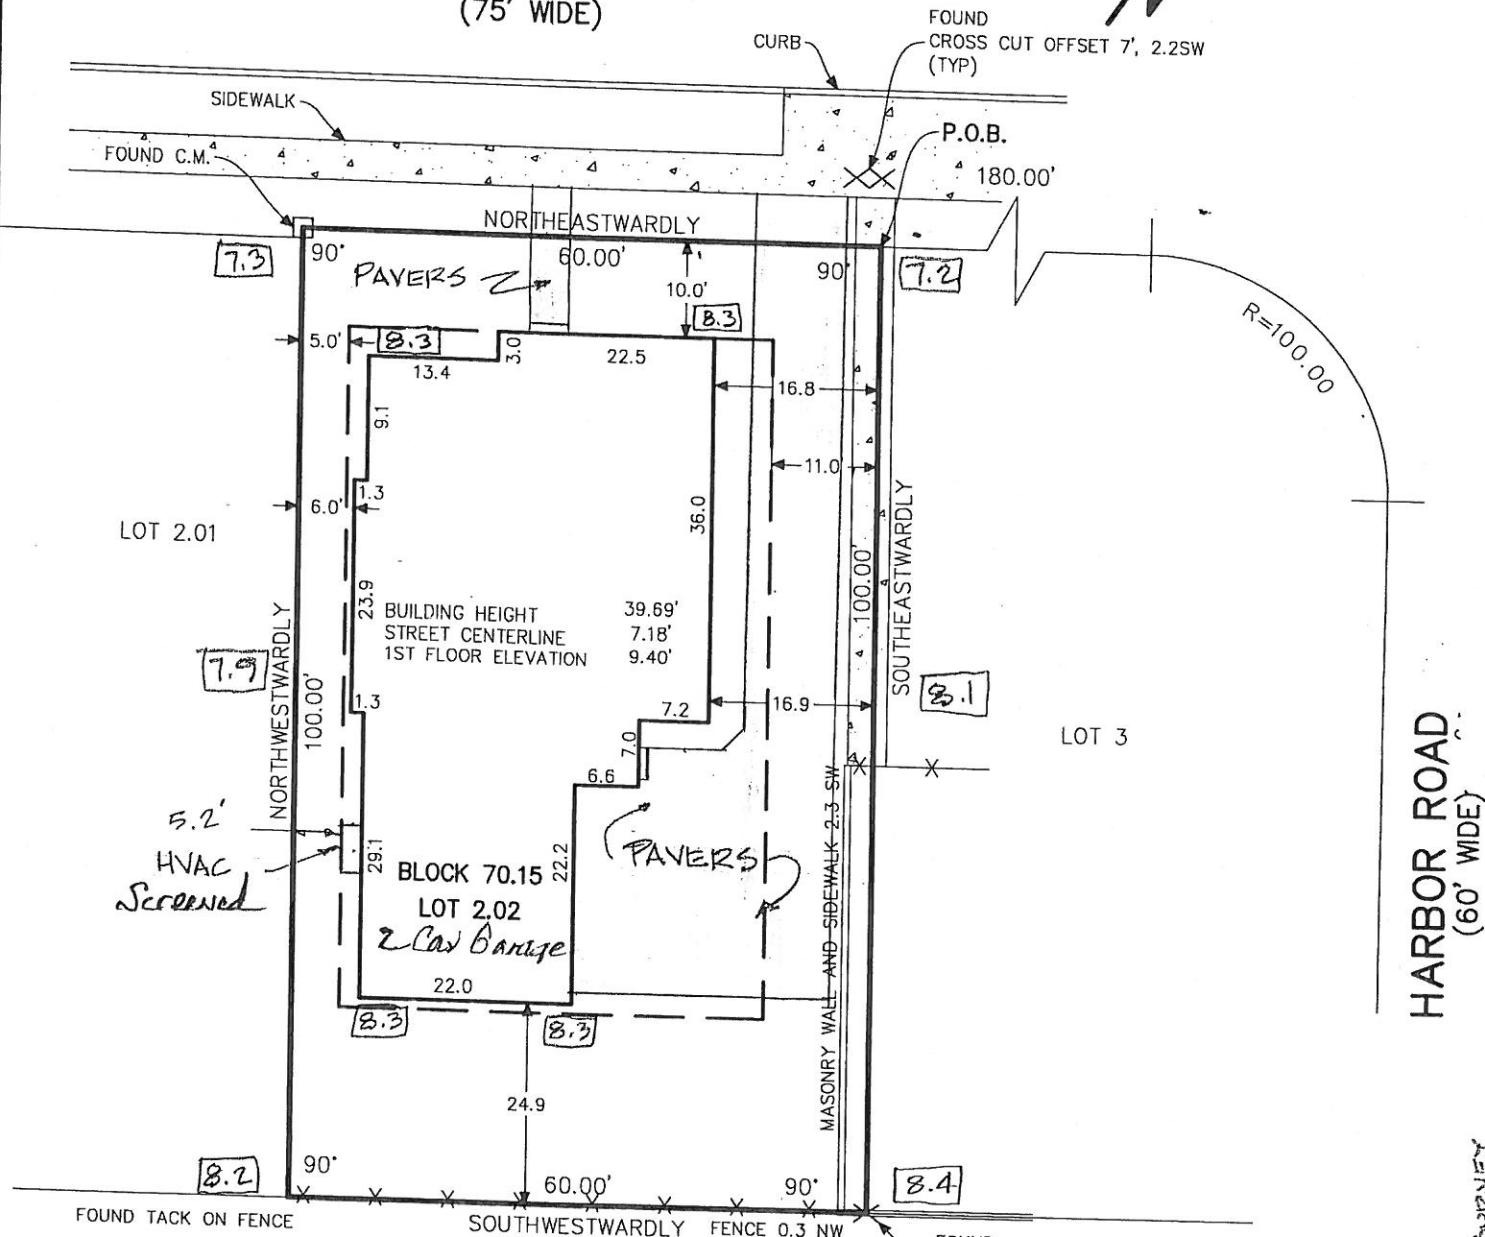 (75' WIDE)
FOUND
CROSS CUT OFFSET 7', 2.2SW
(TYP)
CURB
SIDEWALK
P.O.B.
FOUND C.M.
180.00'
NORTHEASTWARDLY
7.3
90°
60.00'
90°
7.2
PAVERS
10.0'
8.3
5.0'
8.3
3.0
22.5
13.4
16.8
R=100.00
9.1
11.0
1.3
6.0'
36.0
LOT 2.01
SOUTHEASTWARDLY
100.00'
23.9
BUILDING HEIGHT 39.69'
STREET CENTERLINE 7.18'
1ST FLOOR ELEVATION 9.40'
NORTHWESTWARDLY
100.00'
7.9
8.1
1.3
7.2
16.9
7.0
LOT 3
6.6
5.2'
HVAC
Screened
29.1
22.2
PAVERS
BLOCK 70.15
LOT 2.02
2 Car Garage
MASONRY WALL AND SIDEWALK 2.3 SW
HARBOR ROAD
(60' WIDE)
22.0
8.3
8.3
24.9
8.2
90°
60.00'
90°
8.4
FOUND TACK ON FENCE
SOUTHWESTWARDLY
FENCE 0.3 NW